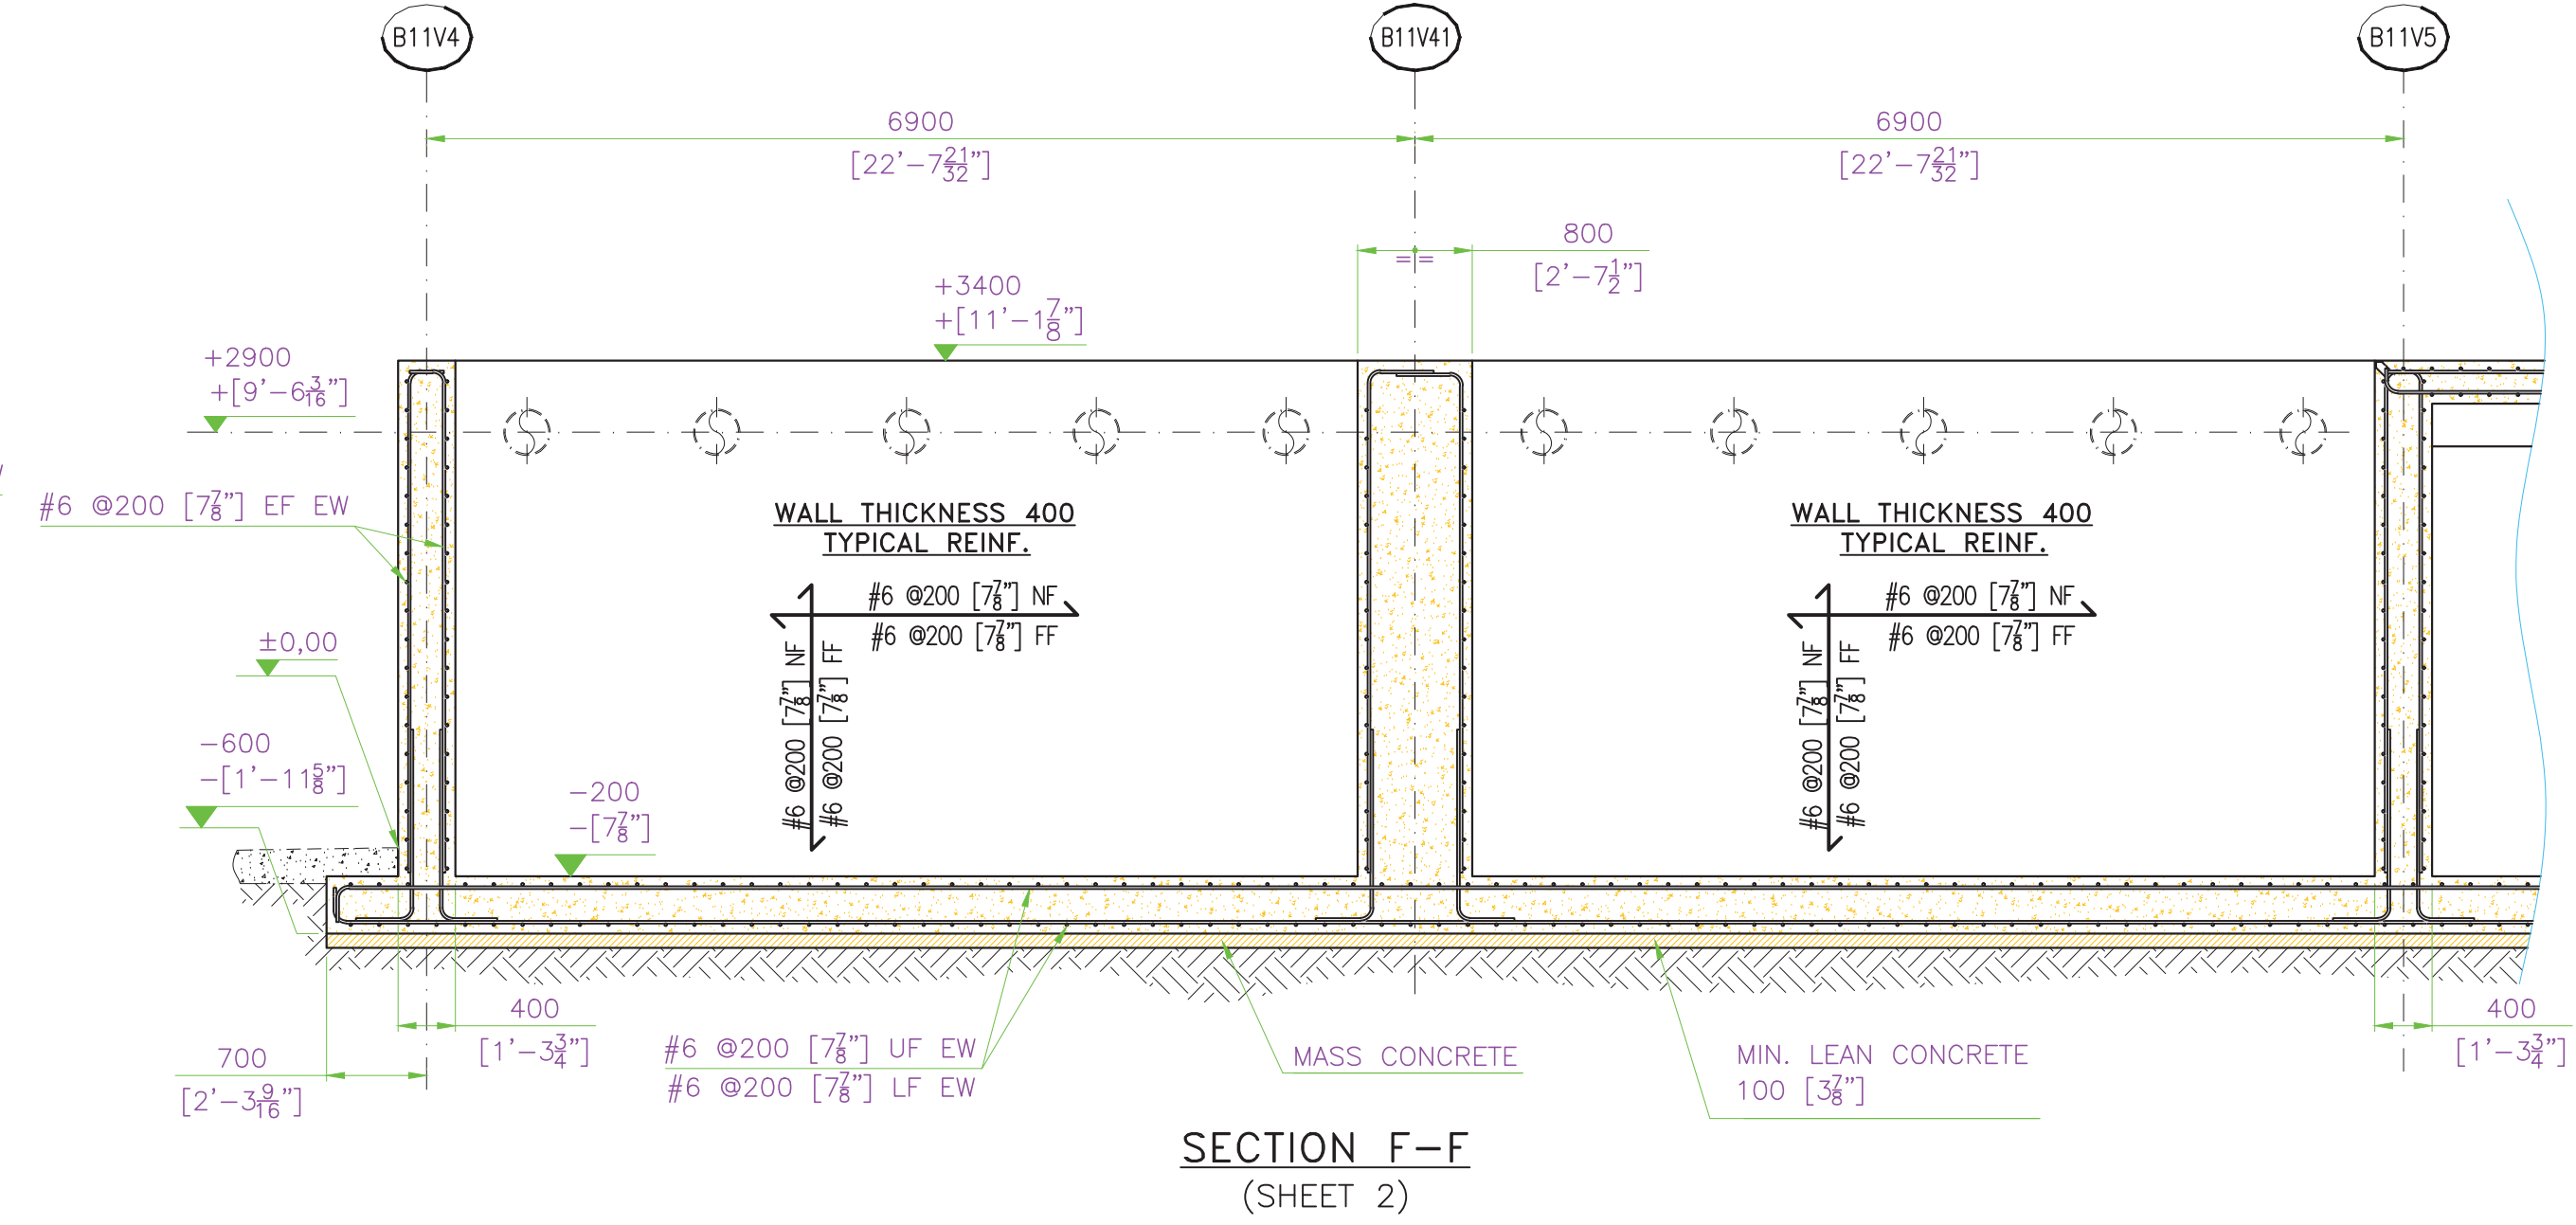 B11V4
B11V41
B11V5
6900
[22'-7 21/32"]
6900
[22'-7 21/32"]
800
[2'-7 1/2"]
==
+3400
+[11'-1 7/8"]
+2900
+[9'-6 3/16"]
#6 @200 [7 7/8"] EF EW
WALL THICKNESS 400
TYPICAL REINF.
#6 @200 [7 7/8"] NF
#6 @200 [7 7/8"] FF
#6 @200 [7 7/8"] NF
#6 @200 [7 7/8"] FF
WALL THICKNESS 400
TYPICAL REINF.
#6 @200 [7 7/8"] NF
#6 @200 [7 7/8"] FF
#6 @200 [7 7/8"] NF
#6 @200 [7 7/8"] FF
±0,00
-600
-[1'-11 5/8"]
-200
-[7 7/8"]
400
[1'-3 3/4"]
700
[2'-3 9/16"]
#6 @200 [7 7/8"] UF EW
#6 @200 [7 7/8"] LF EW
MASS CONCRETE
MIN. LEAN CONCRETE
100 [3 7/8"]
400
[1'-3 3/4"]
SECTION F-F
(SHEET 2)